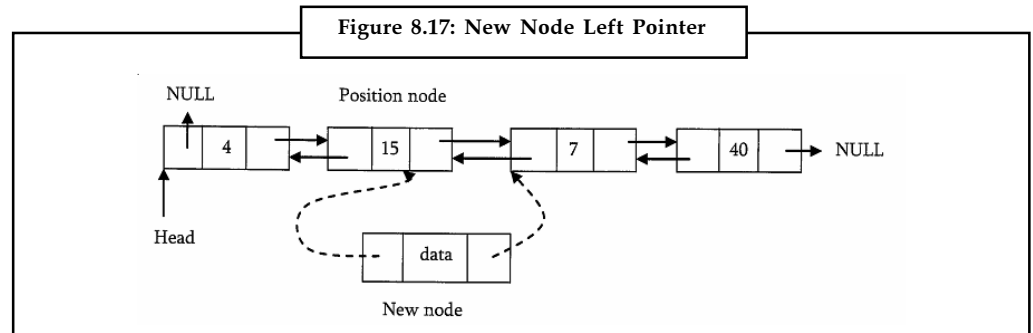 Figure 8.17: New Node Left Pointer
NULL
Position node
4
15
7
40
NULL
Head
data
New node